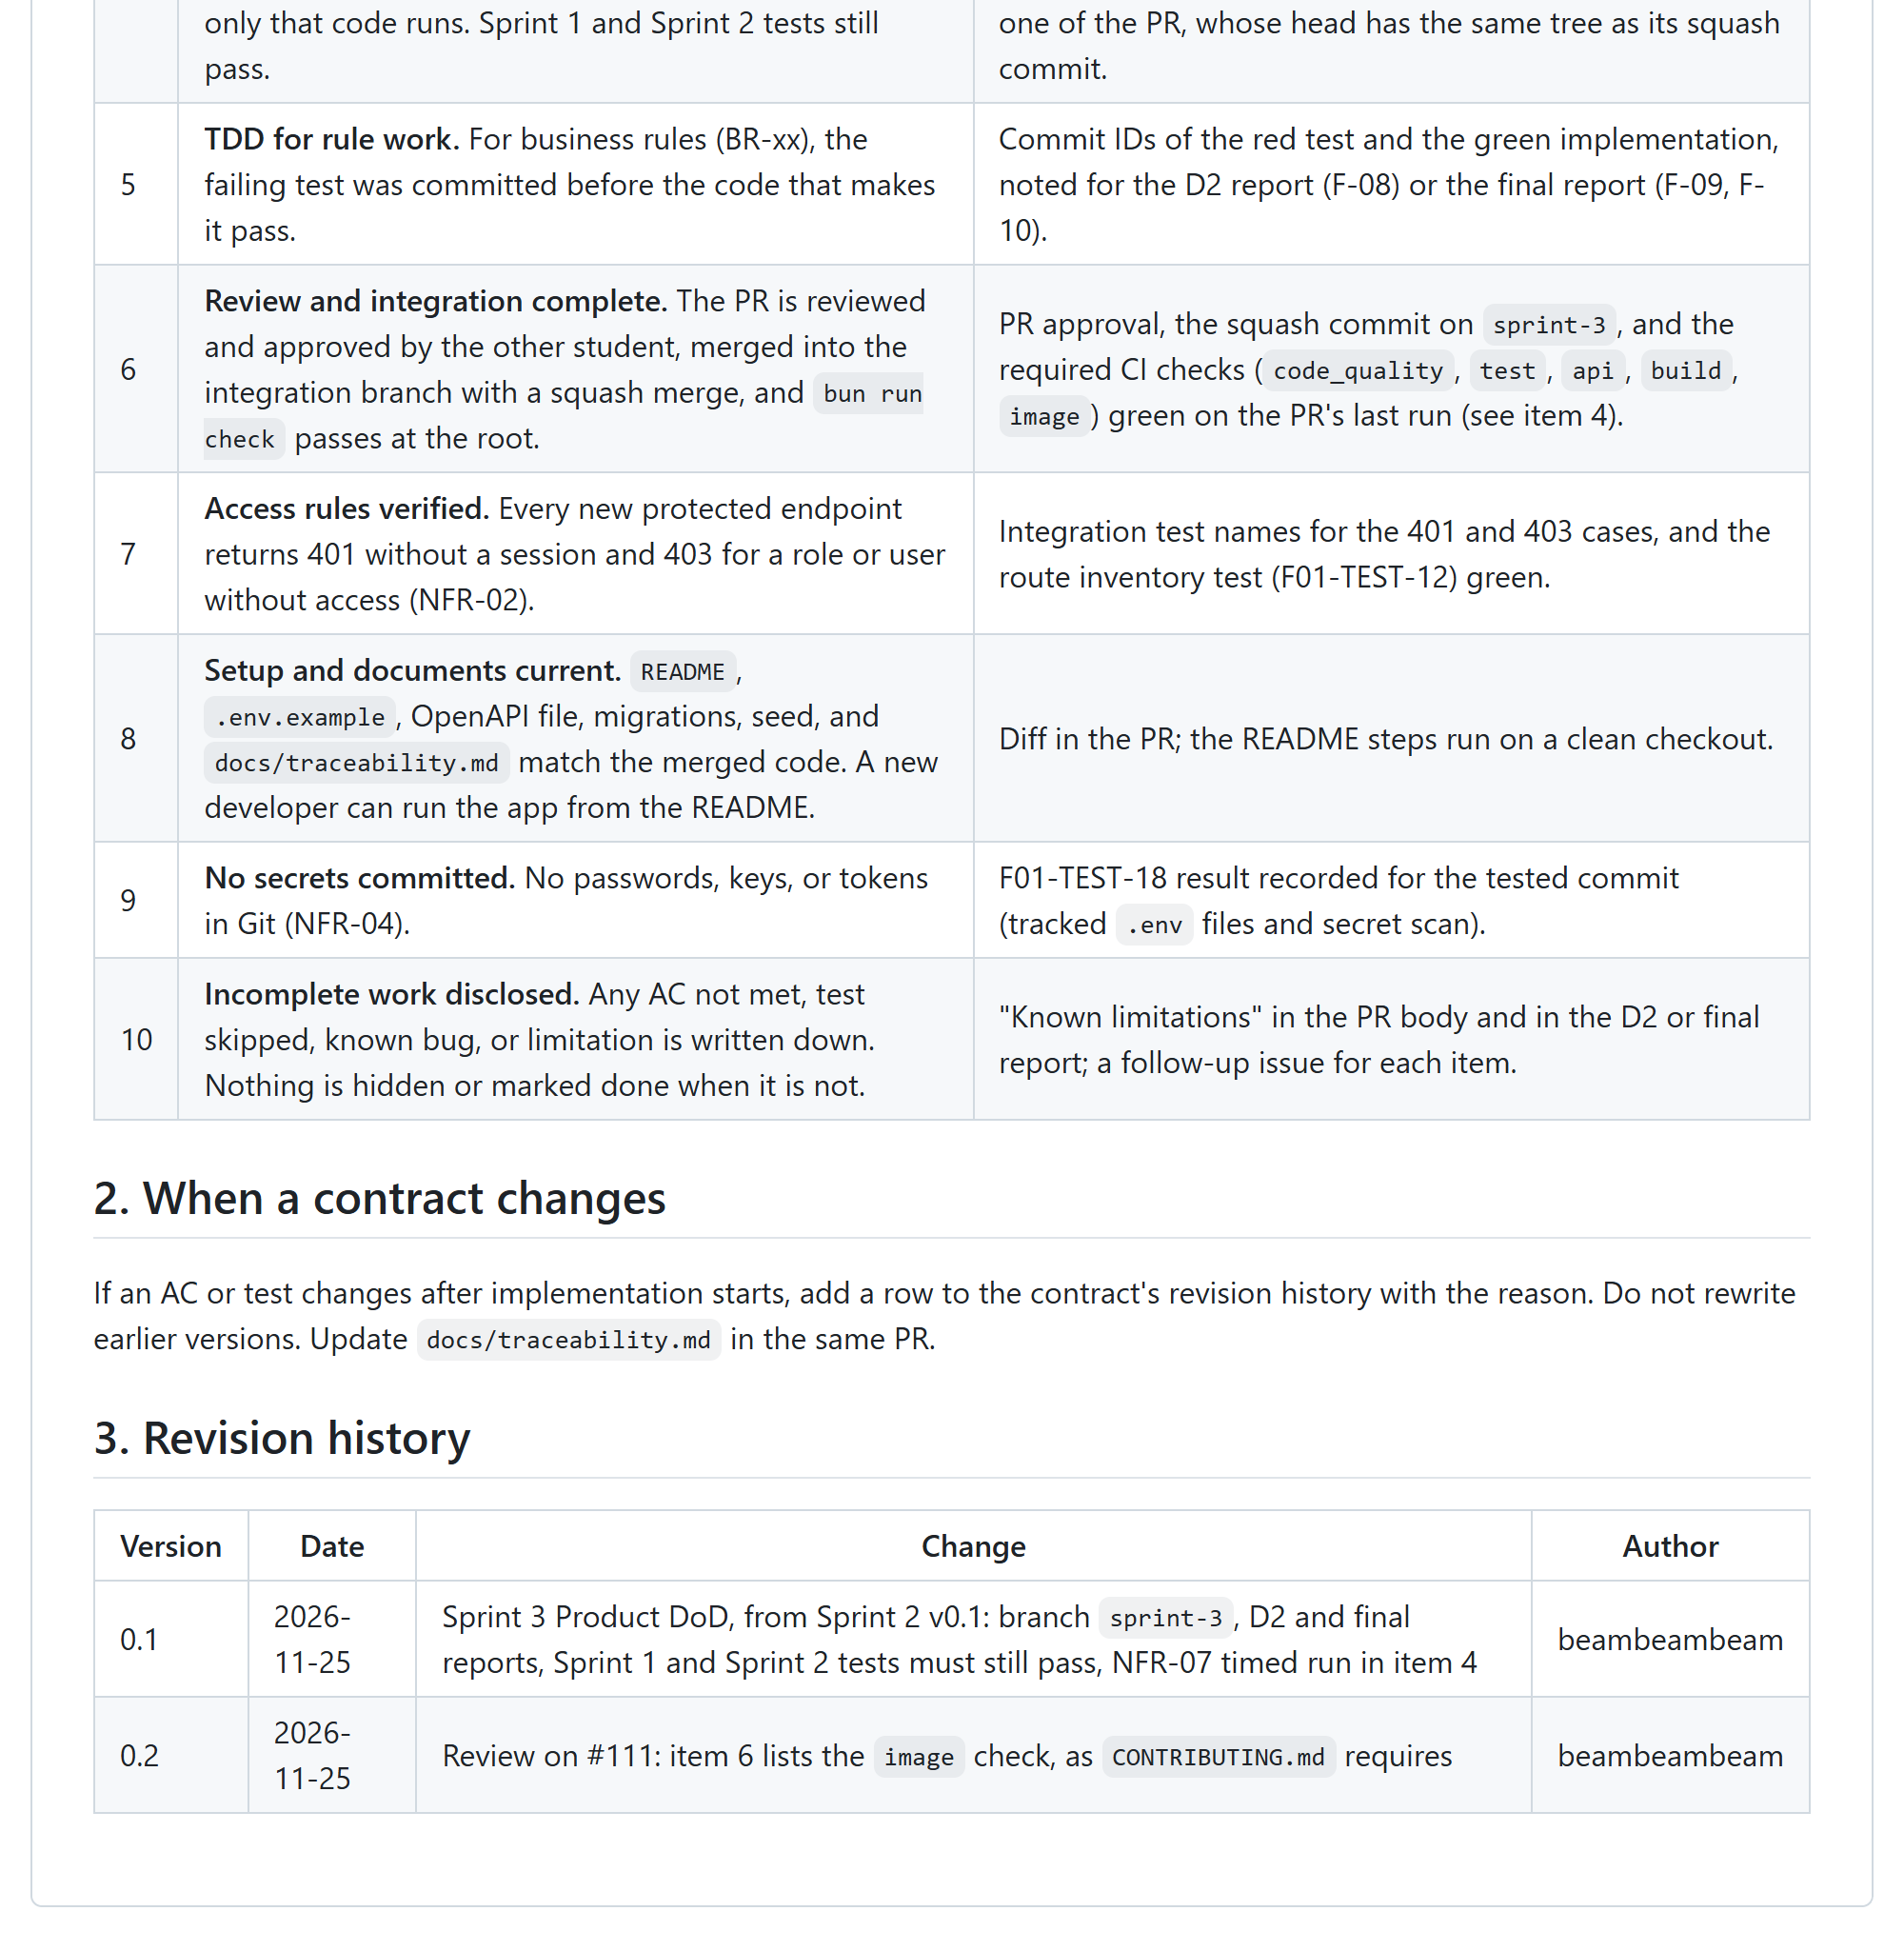 only that code runs. Sprint 1 and Sprint 2 tests still
pass.
one of the PR, whose head has the same tree as its squash
commit.
5
TDD for rule work. For business rules (BR-xx), the
failing test was committed before the code that makes
it pass.
Commit IDs of the red test and the green implementation,
noted for the D2 report (F-08) or the final report (F-09, F-
10).
6
Review and integration complete. The PR is reviewed
and approved by the other student, merged into the
integration branch with a squash merge, and bun run
check passes at the root.
PR approval, the squash commit on sprint-3, and the
required CI checks (code_quality, test, api, build,
image) green on the PR's last run (see item 4).
7
Access rules verified. Every new protected endpoint
returns 401 without a session and 403 for a role or user
without access (NFR-02).
Integration test names for the 401 and 403 cases, and the
route inventory test (F01-TEST-12) green.
8
Setup and documents current. README,
.env.example, OpenAPI file, migrations, seed, and
docs/traceability.md match the merged code. A new
developer can run the app from the README.
Diff in the PR; the README steps run on a clean checkout.
9
No secrets committed. No passwords, keys, or tokens
in Git (NFR-04).
F01-TEST-18 result recorded for the tested commit
(tracked .env files and secret scan).
10
Incomplete work disclosed. Any AC not met, test
skipped, known bug, or limitation is written down.
Nothing is hidden or marked done when it is not.
"Known limitations" in the PR body and in the D2 or final
report; a follow-up issue for each item.
2. When a contract changes
If an AC or test changes after implementation starts, add a row to the contract's revision history with the reason. Do not rewrite
earlier versions. Update docs/traceability.md in the same PR.
3. Revision history
Version Date Change Author
0.1
2026-
11-25
Sprint 3 Product DoD, from Sprint 2 v0.1: branch sprint-3, D2 and final
reports, Sprint 1 and Sprint 2 tests must still pass, NFR-07 timed run in item 4
beambeambeam
0.2
2026-
11-25
Review on #111: item 6 lists the image check, as CONTRIBUTING.md requires
beambeambeam